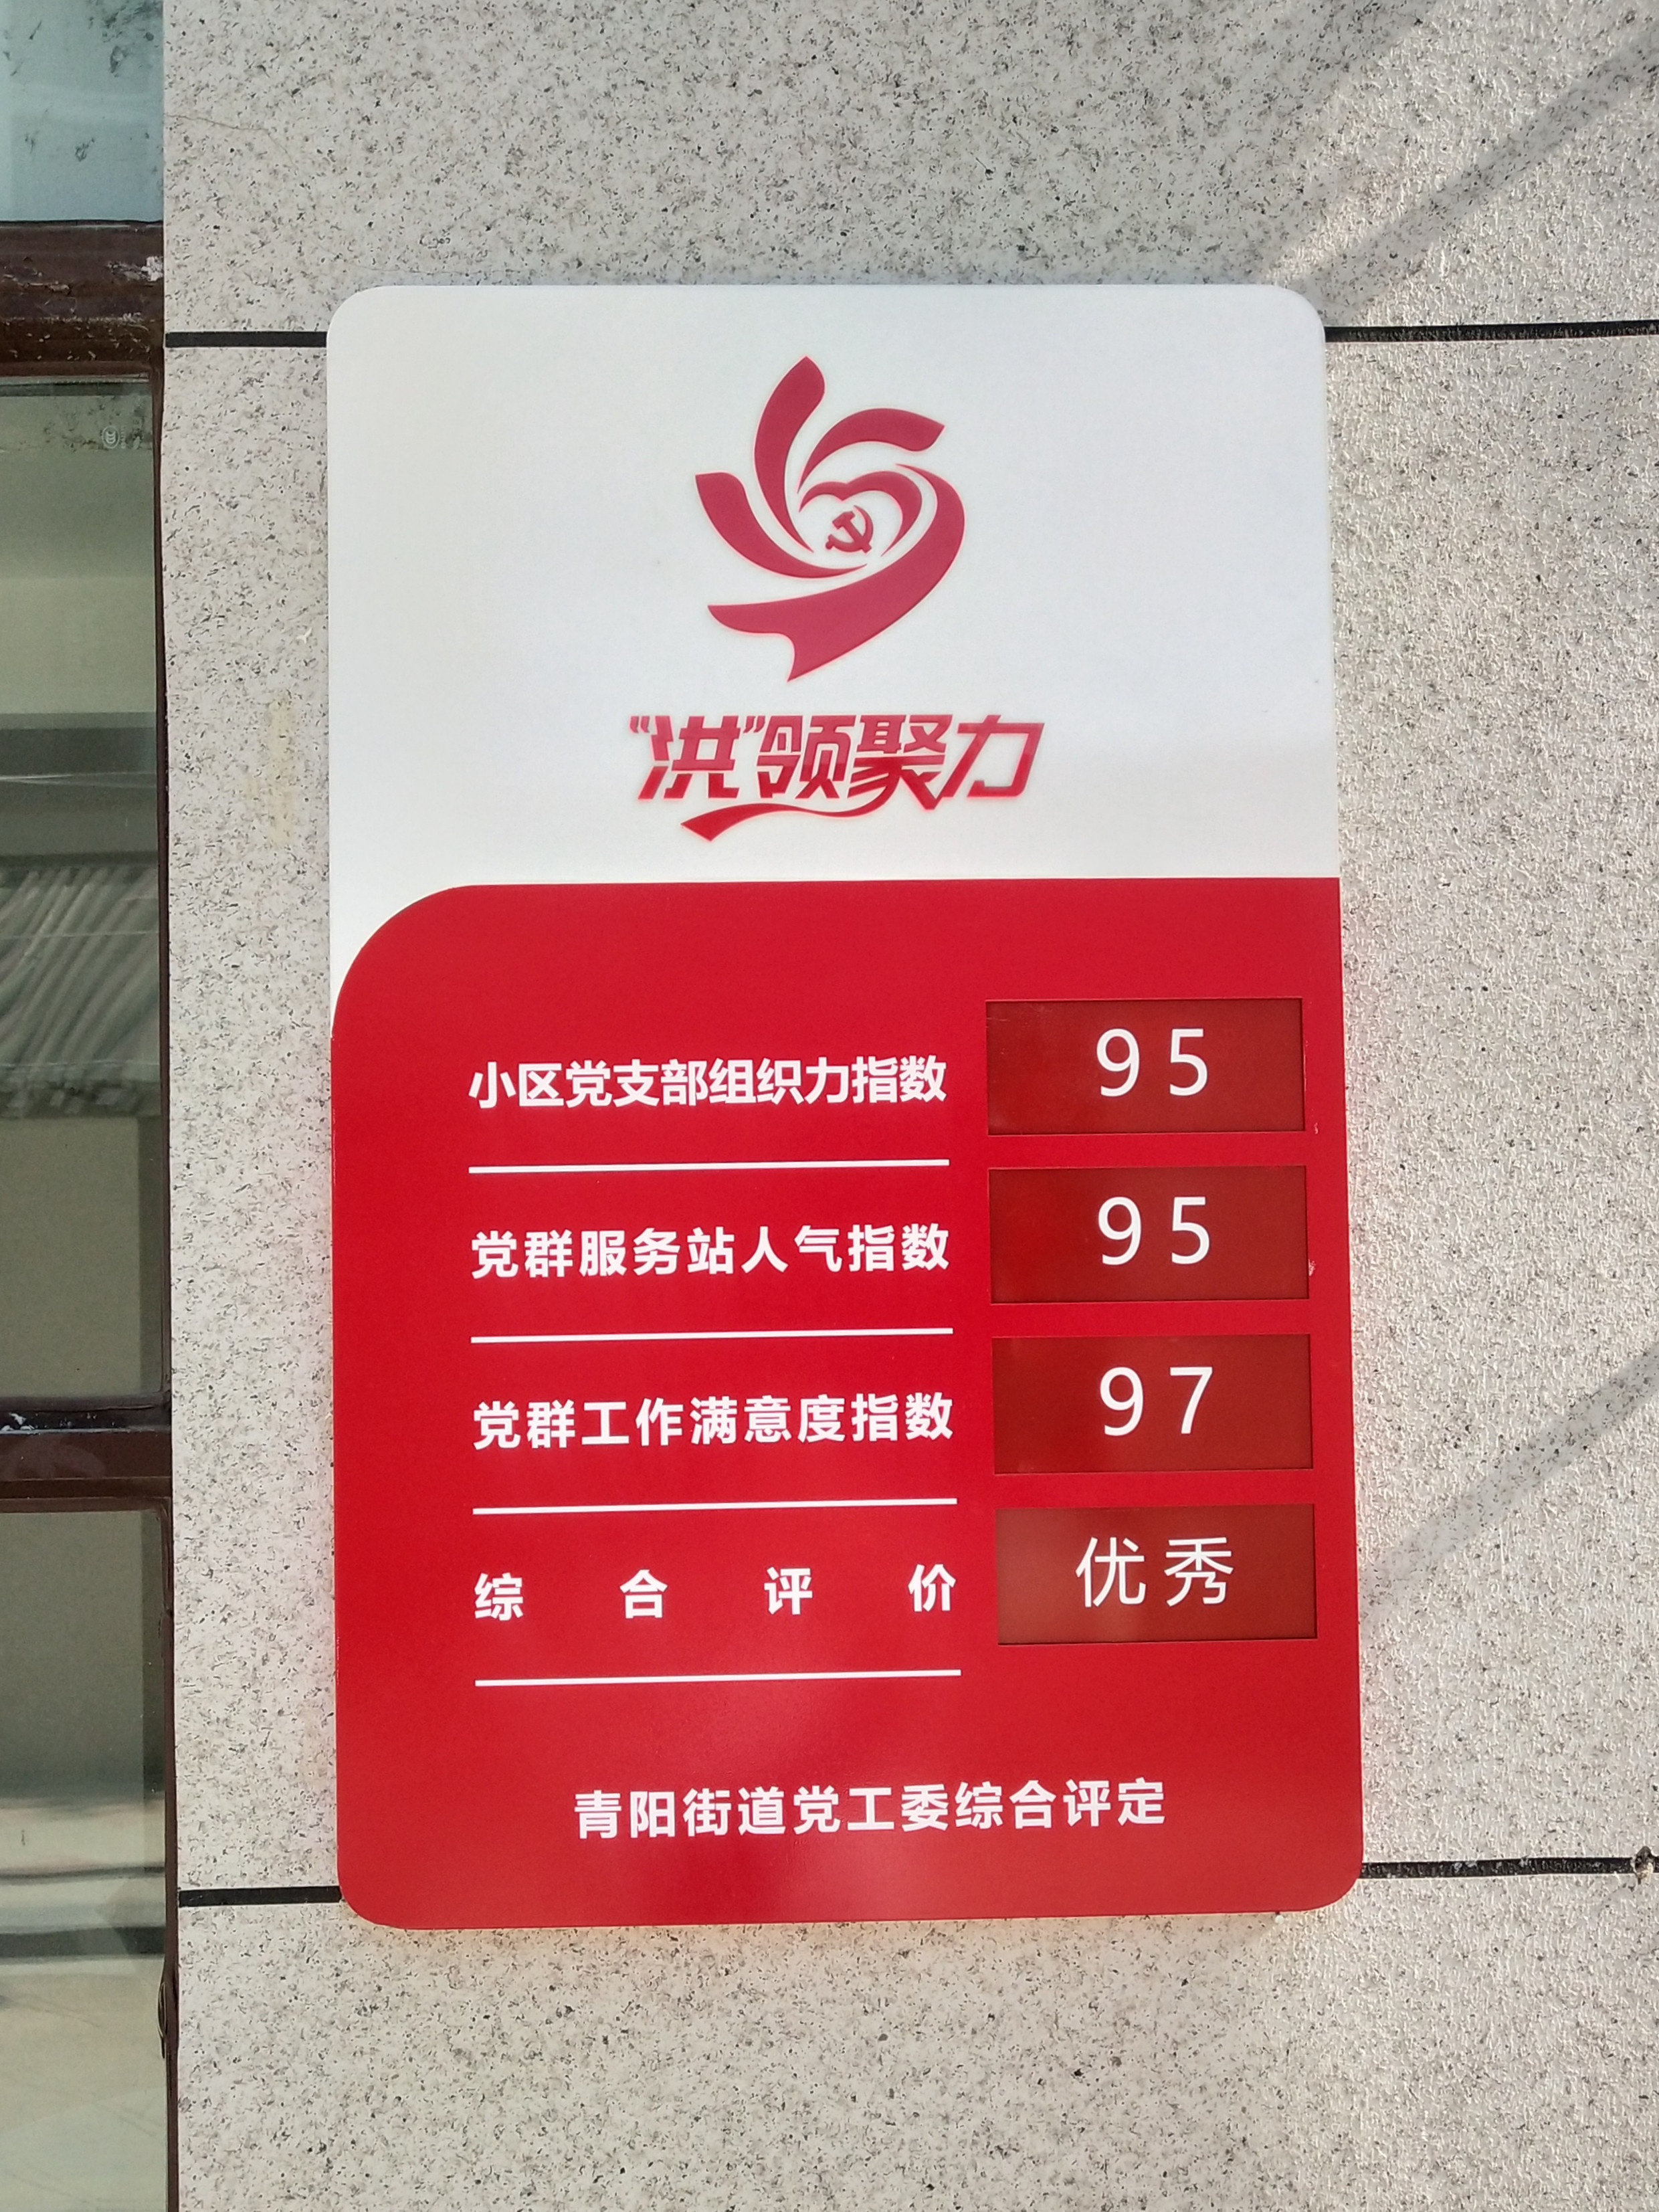 “洪”领聚力
小区党支部组织力指数 95
党群服务站人气指数 95
党群工作满意度指数 97
综合评价 优秀
青阳街道党工委综合评定